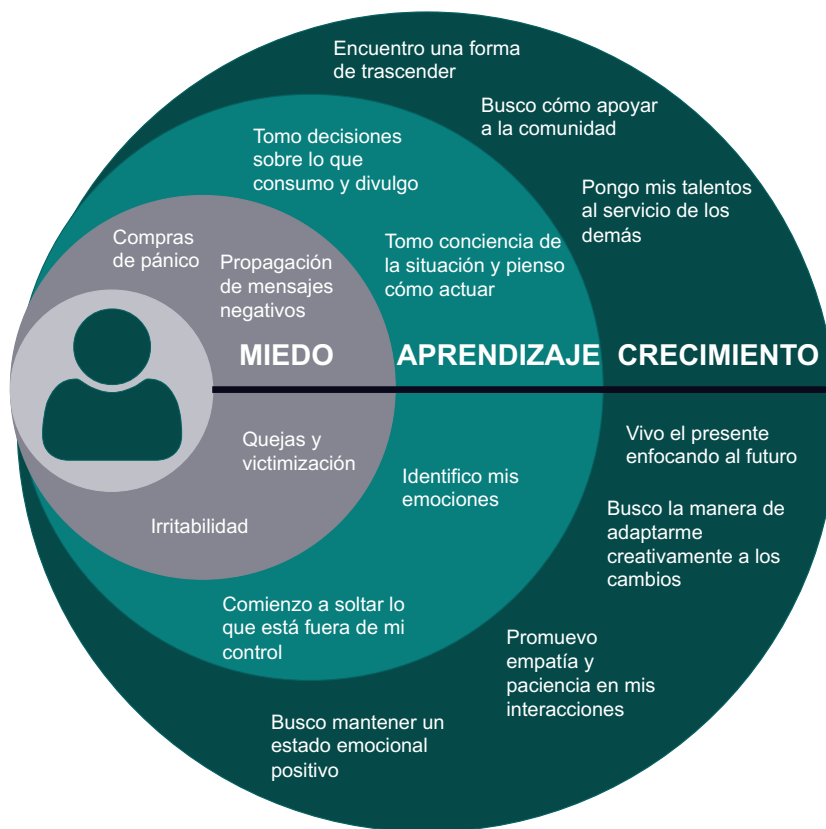 Encuentro una forma
de trascender
Busco cómo apoyar
a la comunidad
Tomo decisiones
sobre lo que
consumo y divulgo
Pongo mis talentos
al servicio de los
demás
Compras
de pánico
Propagación
de mensajes
negativos
Tomo conciencia de
la situación y pienso
cómo actuar
MIEDO
APRENDIZAJE
CRECIMIENTO
Quejas y
victimización
Irritabilidad
Identifico mis
emociones
Vivo el presente
enfocando al futuro
Busco la manera de
adaptarme
creativamente a los
cambios
Comienzo a soltar lo
que está fuera de mi
control
Promuevo
empatía y
paciencia en mis
interacciones
Busco mantener un
estado emocional
positivo